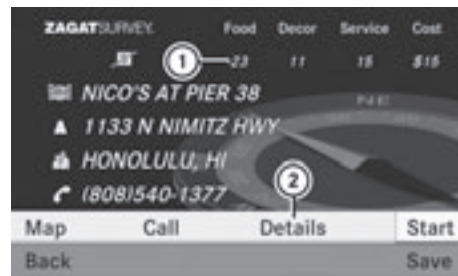 ZAGATSURVEY. Food Decor Service Cost
1 23 11 15 $15
NICO'S AT PIER 38
NE
1133 N NIMITZ HWY
HONOLULU, HI
2
(808)540-1377
Map Call Details Start
Back Save